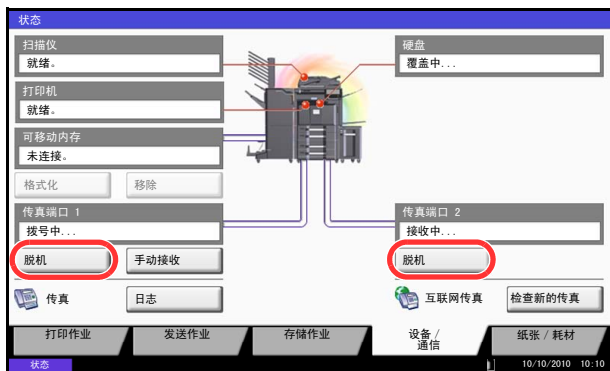 状态
扫描仪
就绪。
硬盘
覆盖中...
打印机
就绪。
可移动内存
未连接。
格式化
移除
传真端口 1
拨号中...
传真端口 2
接收中...
脱机
手动接收
脱机
传真
日志
互联网传真
检查新的传真
打印作业
发送作业
存储作业
设备 /
通信
纸张 / 耗材
状态
10/10/2010 10:10